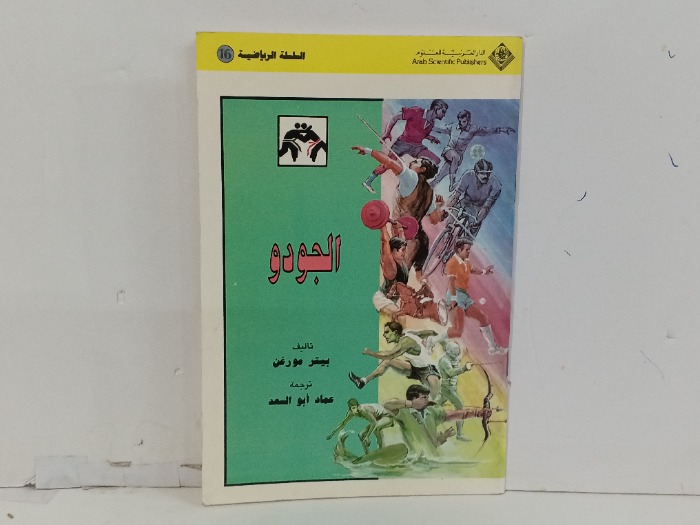 السلسلة الرياضية 16
الدار العربية للعلوم
Arab Scientific Publishers
الجودو
تأليف
بيتر مورغن
ترجمة
عماد أبو السعد